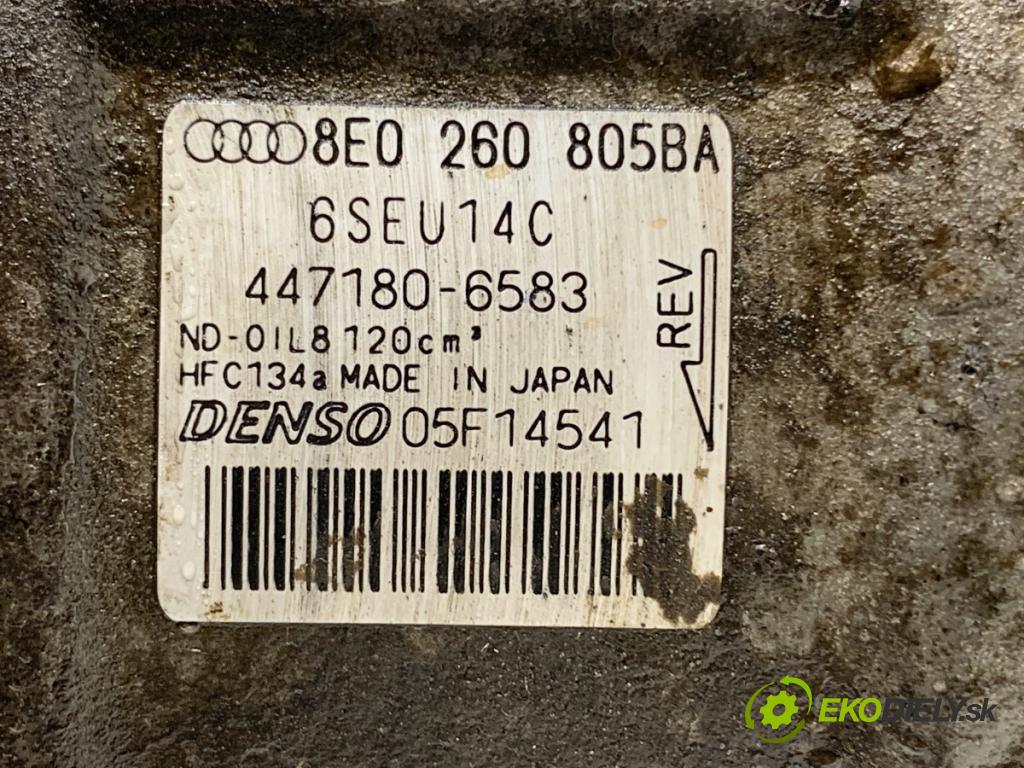 8E0 260 805BA
6SEU14C
447180-6583
ND-OIL8 120cm³
HFC134a MADE IN JAPAN
DENSO 05F14541
REV
EKODIELY.sk